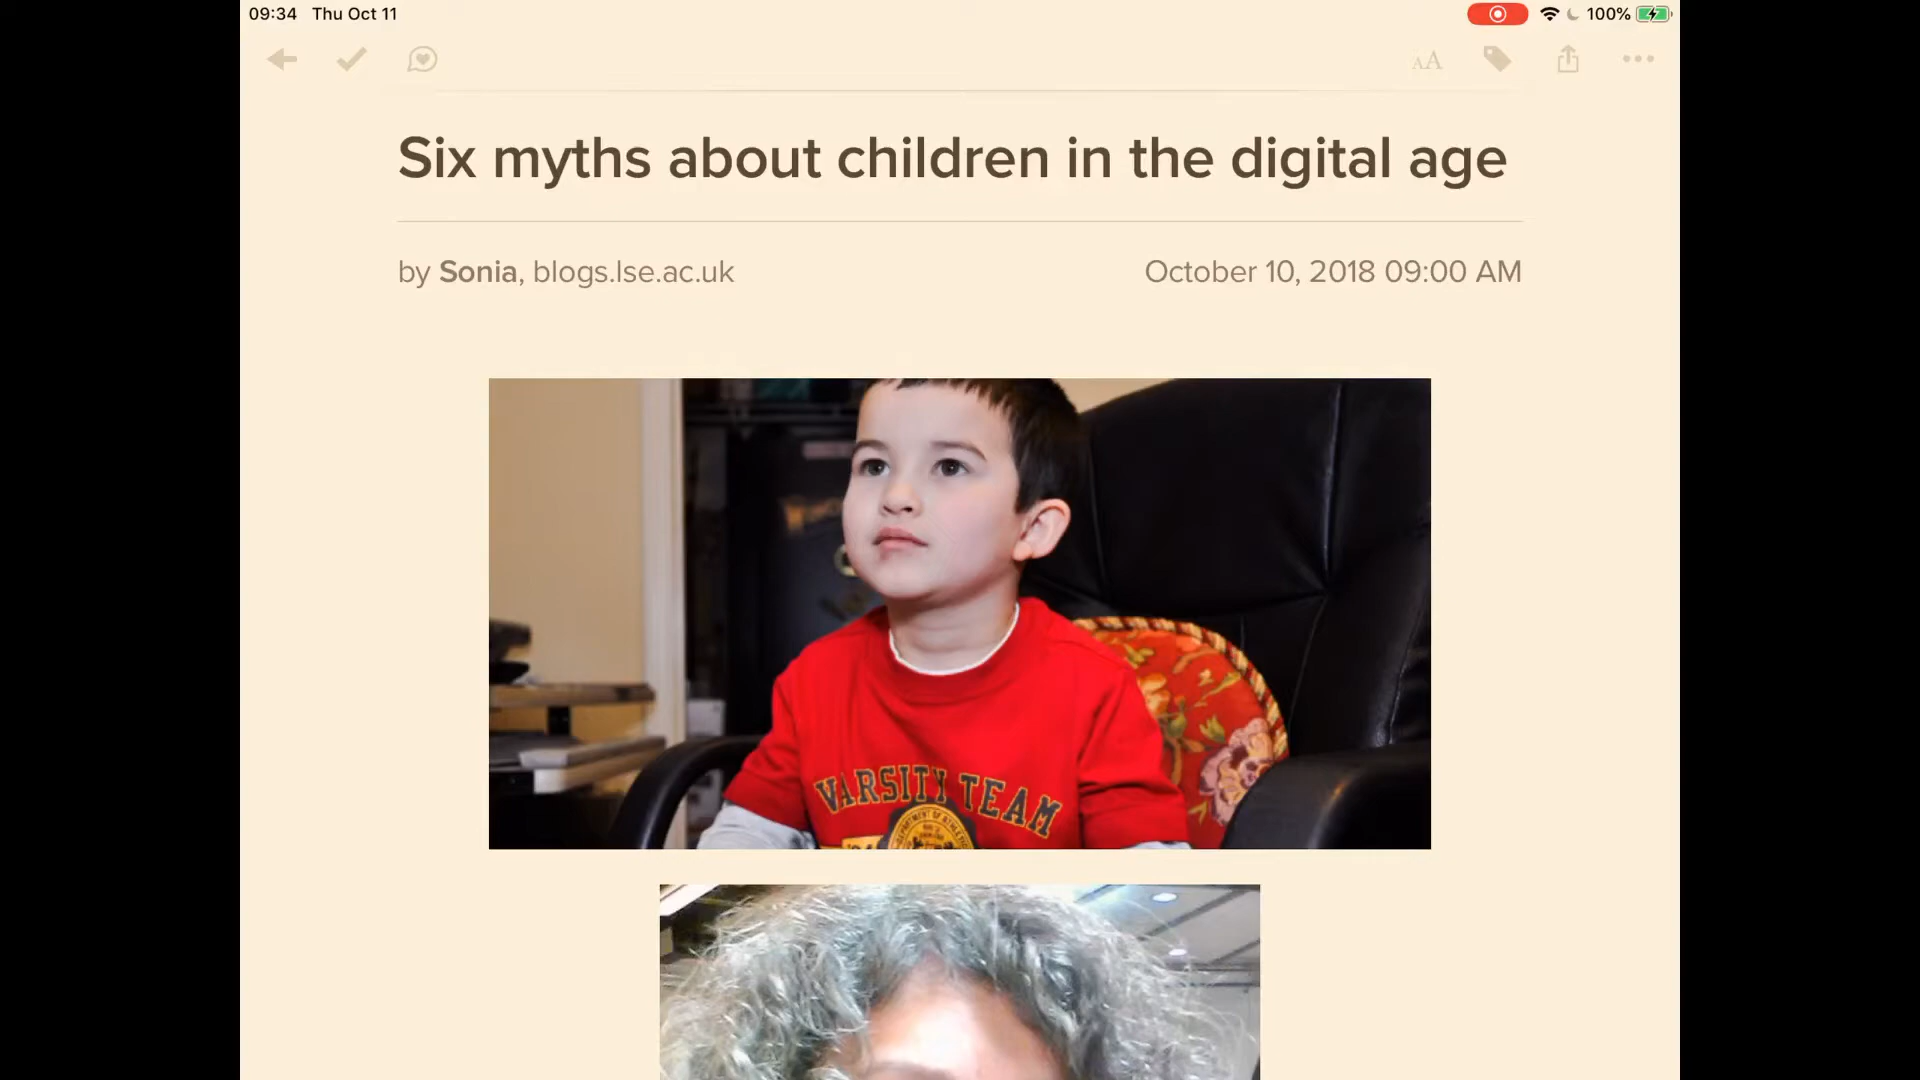 09:34 Thu Oct 11
100%
AA
Six myths about children in the digital age
by Sonia, blogs.lse.ac.uk
October 10, 2018 09:00 AM
VARSITY TEAM